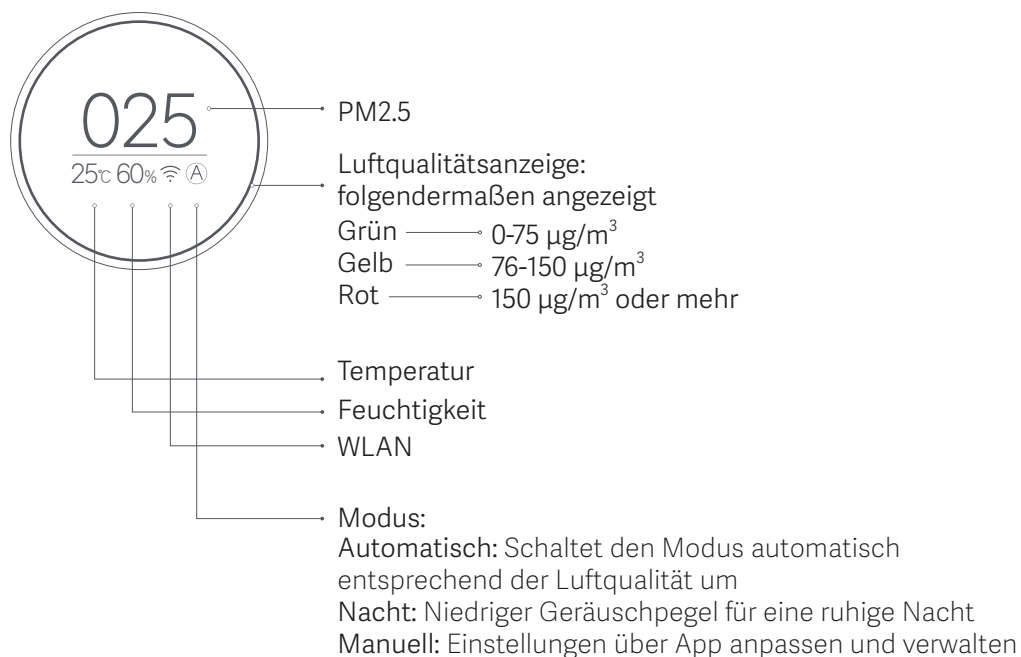 025
25℃ 60% Ⓐ
PM2.5
Luftqualitätsanzeige:
folgendermaßen angezeigt
Grün 0-75 µg/m³
Gelb 76-150 µg/m³
Rot 150 µg/m³ oder mehr
Temperatur
Feuchtigkeit
WLAN
Modus:
Automatisch: Schaltet den Modus automatisch
entsprechend der Luftqualität um
Nacht: Niedriger Geräuschpegel für eine ruhige Nacht
Manuell: Einstellungen über App anpassen und verwalten